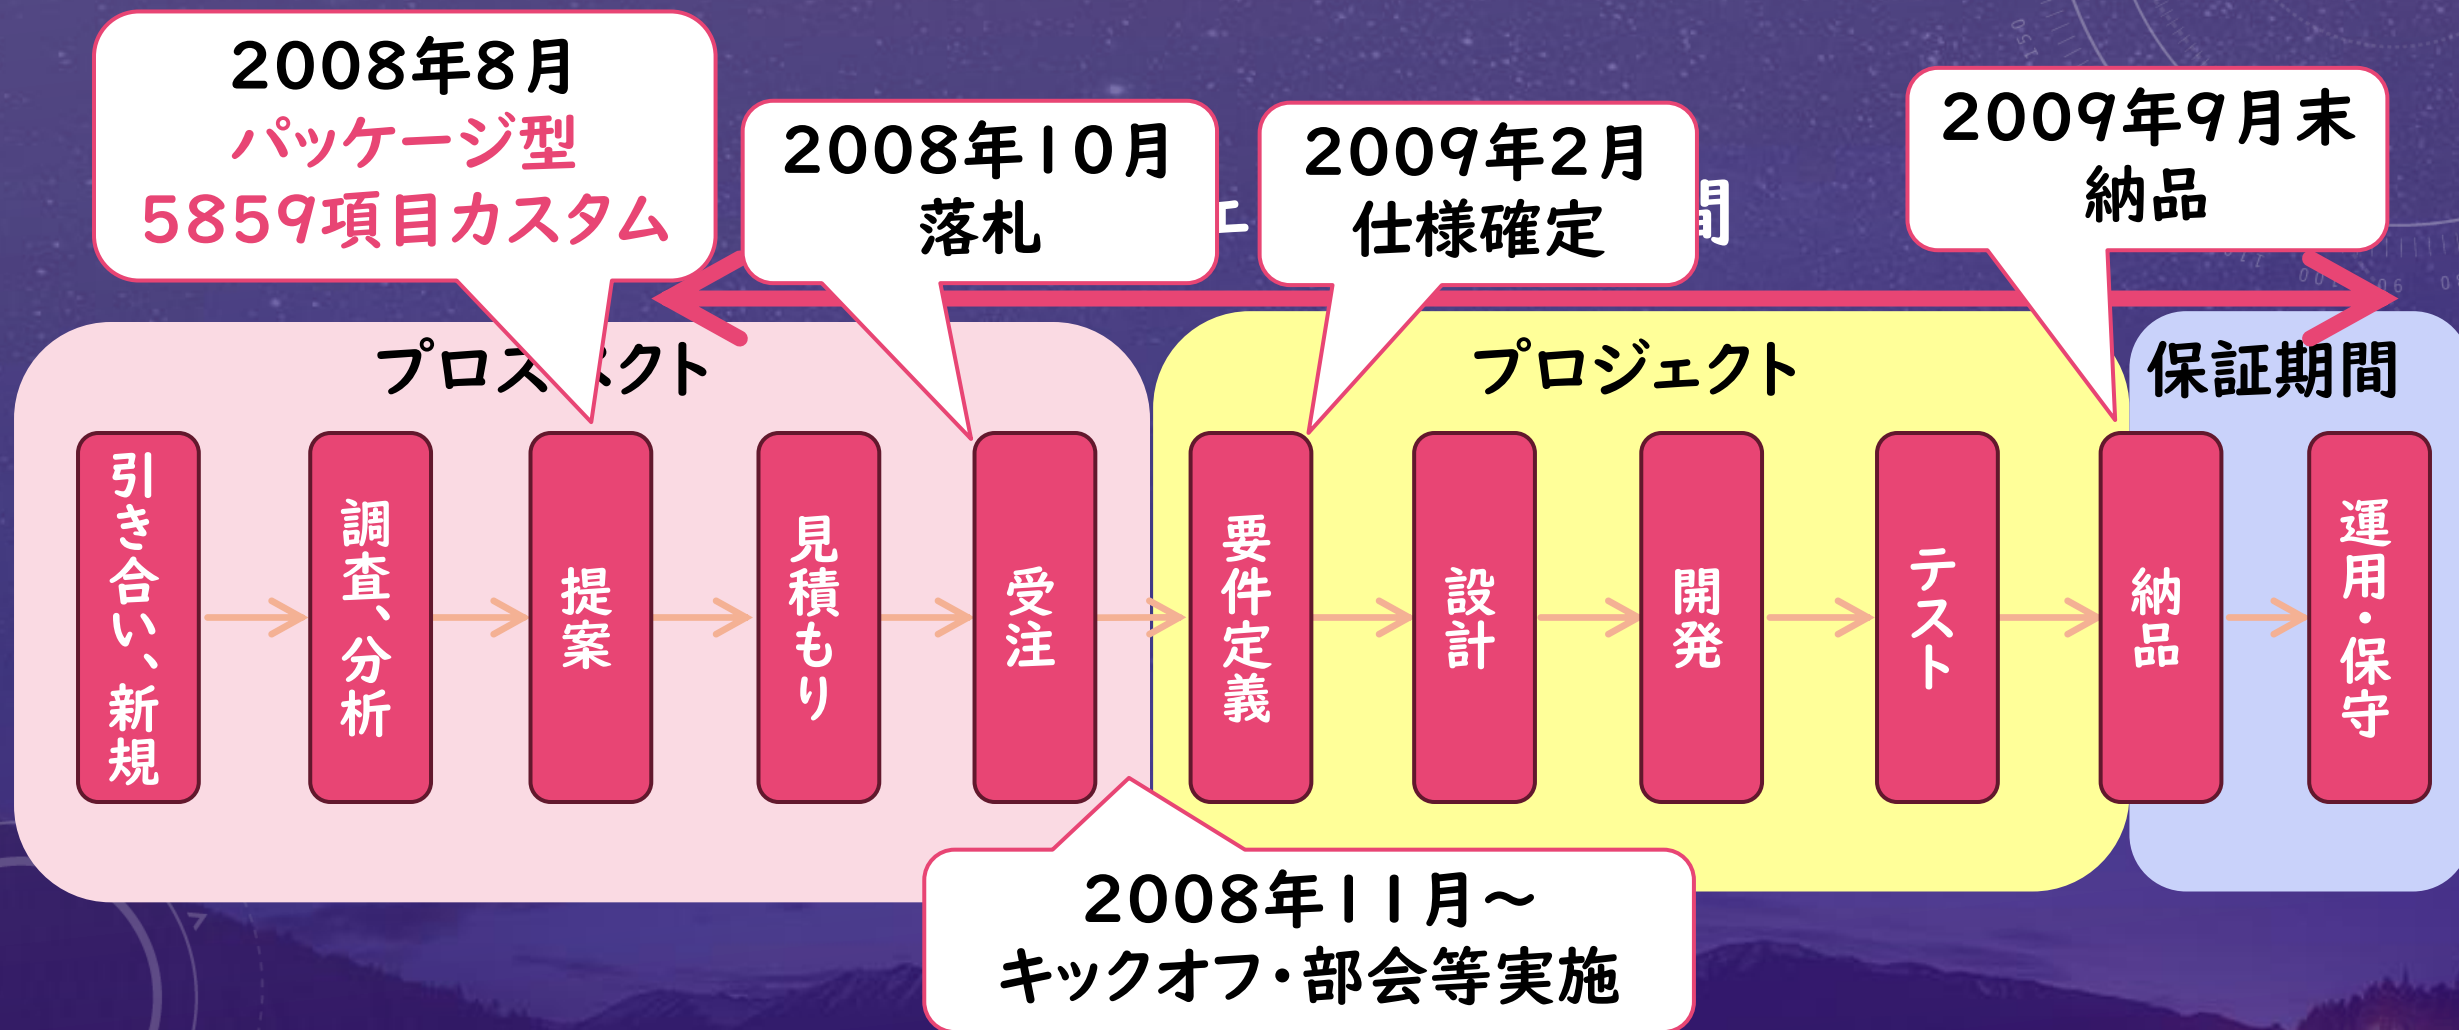 2008年8月
パッケージ型
5859項目カスタム
2008年10月
落札
2009年2月
仕様確定
2009年9月末
納品
ェ
間
プロジェクト
保証期間
引き合い、新規
調査、分析
提案
見積もり
受注
要件定義
設計
開発
テスト
納品
運用・保守
2008年11月～
キックオフ・部会等実施